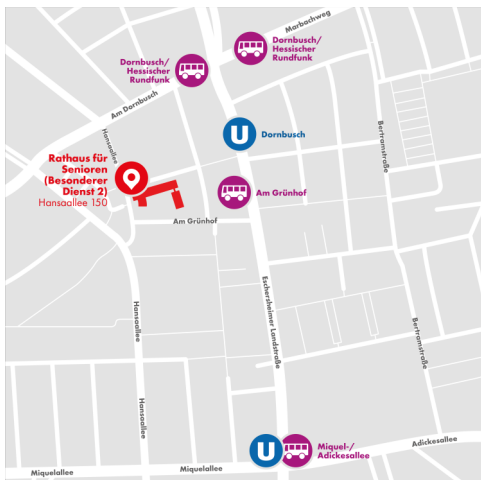 Marbachweg
Dornbusch/
Hessischer
Rundfunk
Dornbusch/
Hessischer
Rundfunk
Am Dornbusch
Hansaallee
U
Dornbusch
Bertramstraße
Rathaus für
Senioren
(Besonderer
Dienst 2)
Hansaallee 150
Am Grünhof
Am Grünhof
Eschersheimer Landstraße
Hansaallee
Bertramstraße
Hansaallee
U
Miquel-/
Adickesallee
Adickesallee
Miquelallee
Miquelallee